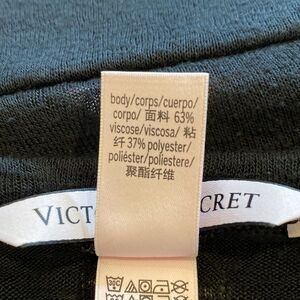 body/corps/cuerpo/
corpo/ 面料 63%
viscose/viscosa/ 粘
纤 37% polyester/
poliéster/poliestere/
聚酯纤维
VICT CRET